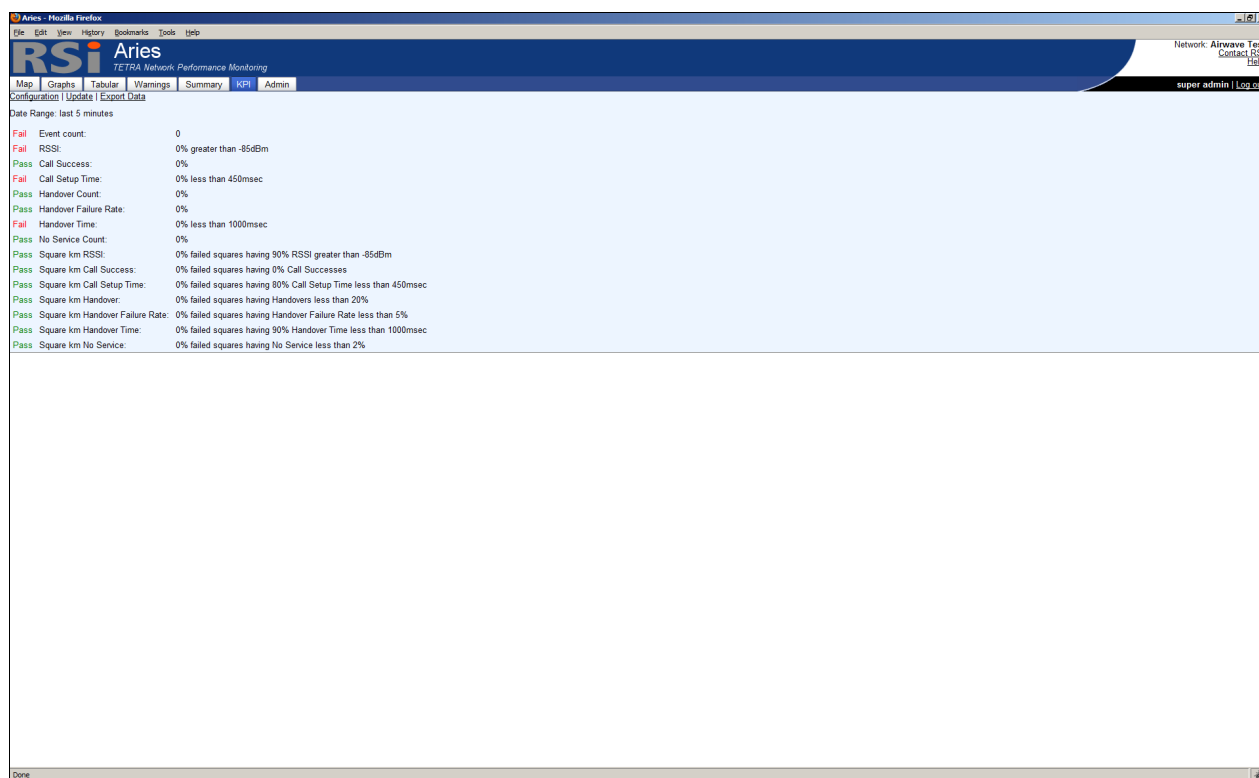 Aries - Mozilla Firefox
File Edit View History Bookmarks Tools Help
RSi Aries
TETRA Network Performance Monitoring
Network: Airwave Te
Contact RS
Hel
Map Graphs Tabular Warnings Summary KPI Admin
super admin | Log o
Configuration | Update | Export Data
Date Range: last 5 minutes
Fail Event count: 0
Fail RSSI: 0% greater than -85dBm
Pass Call Success: 0%
Fail Call Setup Time: 0% less than 450msec
Pass Handover Count: 0%
Pass Handover Failure Rate: 0%
Fail Handover Time: 0% less than 1000msec
Pass No Service Count: 0%
Pass Square km RSSI: 0% failed squares having 90% RSSI greater than -85dBm
Pass Square km Call Success: 0% failed squares having 0% Call Successes
Pass Square km Call Setup Time: 0% failed squares having 80% Call Setup Time less than 450msec
Pass Square km Handover: 0% failed squares having Handovers less than 20%
Pass Square km Handover Failure Rate: 0% failed squares having Handover Failure Rate less than 5%
Pass Square km Handover Time: 0% failed squares having 90% Handover Time less than 1000msec
Pass Square km No Service: 0% failed squares having No Service less than 2%
Done